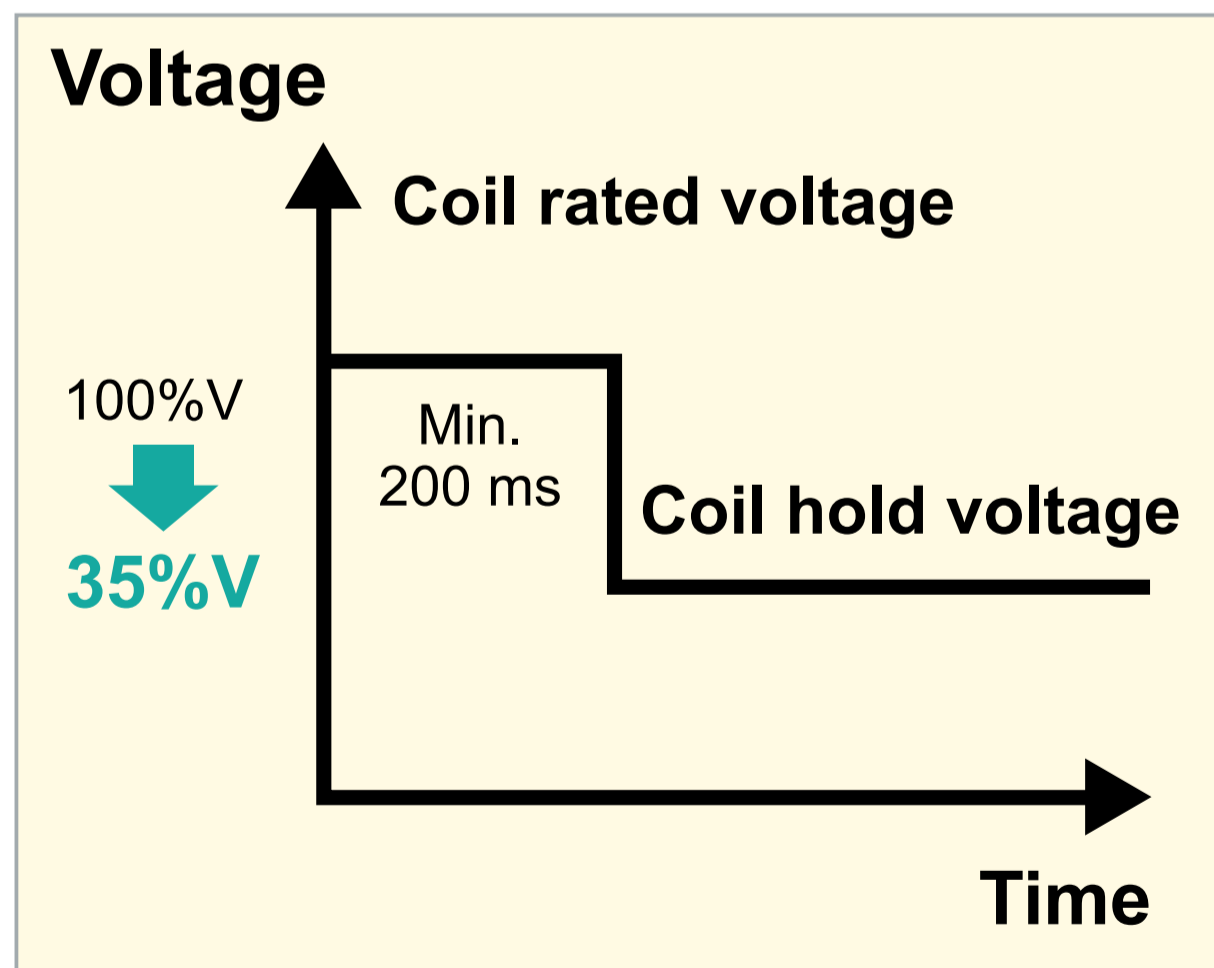 Voltage
Coil rated voltage
100%V
Min.
200 ms
Coil hold voltage
35%V
Time